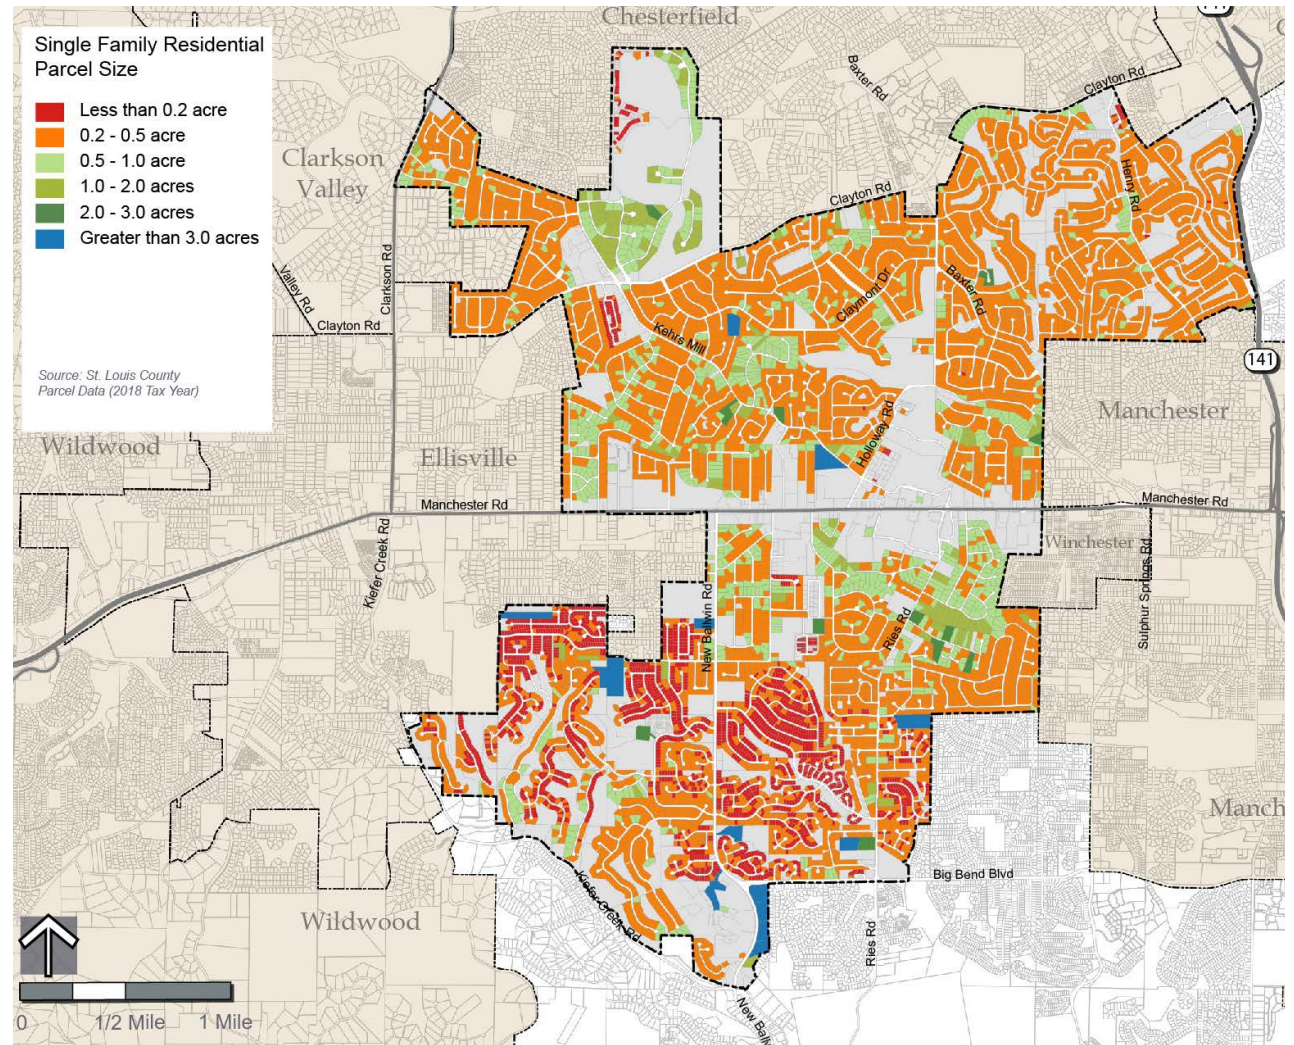 Single Family Residential
Parcel Size
Less than 0.2 acre
0.2 - 0.5 acre
0.5 - 1.0 acre
1.0 - 2.0 acres
2.0 - 3.0 acres
Greater than 3.0 acres
Source: St. Louis County
Parcel Data (2018 Tax Year)
Chesterfield
Baxter Rd
Clayton Rd
Clarkson
Valley
Clayton Rd
Henry Rd
Valley Rd
Clarkson Rd
Clayton Rd
Kehrs Mill
Claymont Dr
Baxter Rd
141
Manchester
Wildwood
Ellisville
Holloway Rd
Manchester Rd
Manchester Rd
Kiefer Creek Rd
Winchester
Sulphur Springs Rd
New Ballwin Rd
Ries Rd
Manch
Big Bend Blvd
Kiefer Creek Rd
Wildwood
Ries Rd
New Ballw
0
1/2 Mile
1 Mile